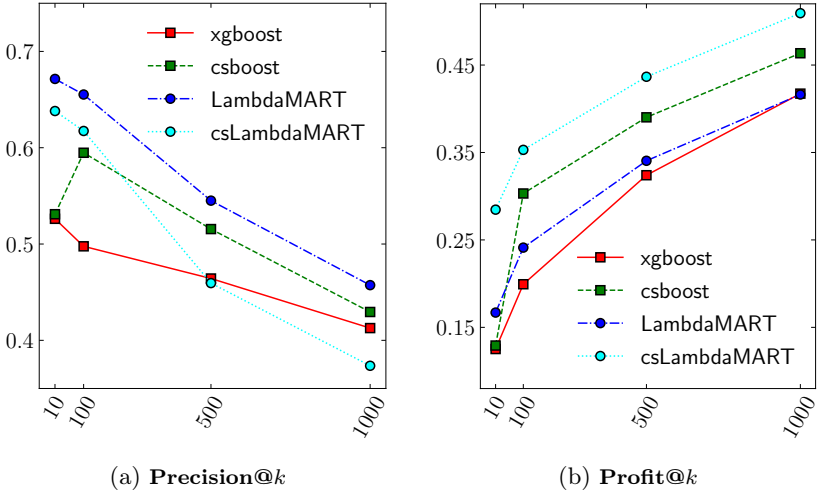 0.7
0.6
0.5
0.4
xgboost
csboost
LambdaMART
csLambdaMART
10
100
500
1000
(a) Precision@k
0.45
0.35
0.25
0.15
xgboost
csboost
LambdaMART
csLambdaMART
10
100
500
1000
(b) Profit@k